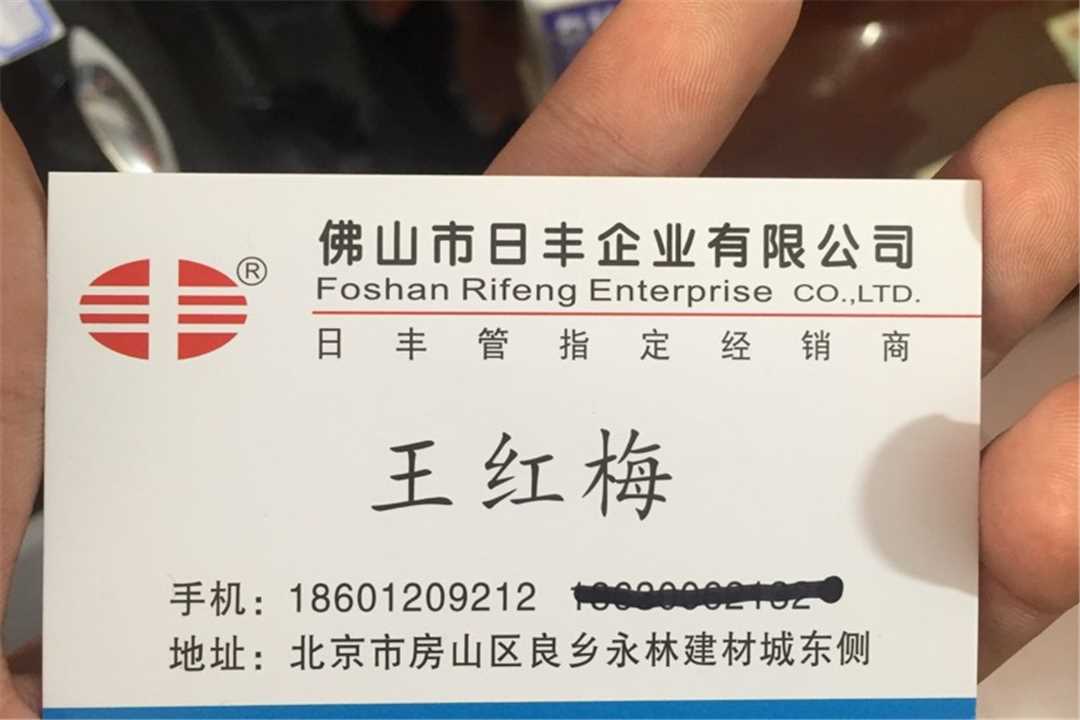 ®
佛山市日丰企业有限公司
Foshan Rifeng Enterprise CO.,LTD.
日丰管指定经销商
王红梅
手机：18601209212
地址：北京市房山区良乡永林建材城东侧